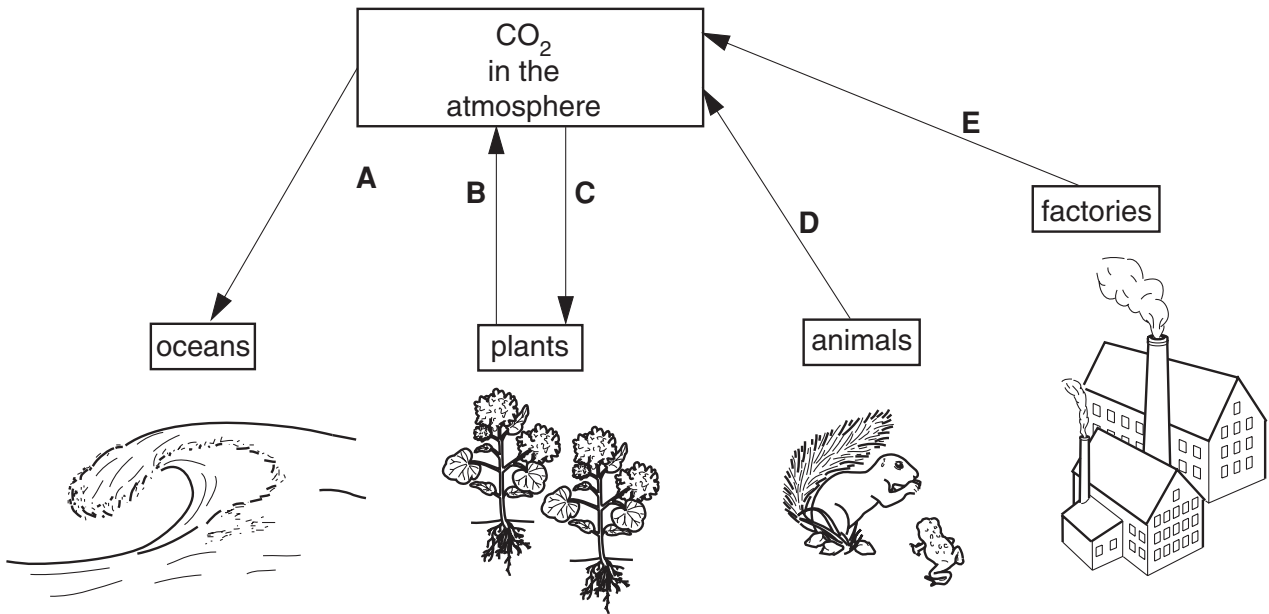 CO₂
in the
atmosphere
E
A
B
C
D
factories
oceans
plants
animals